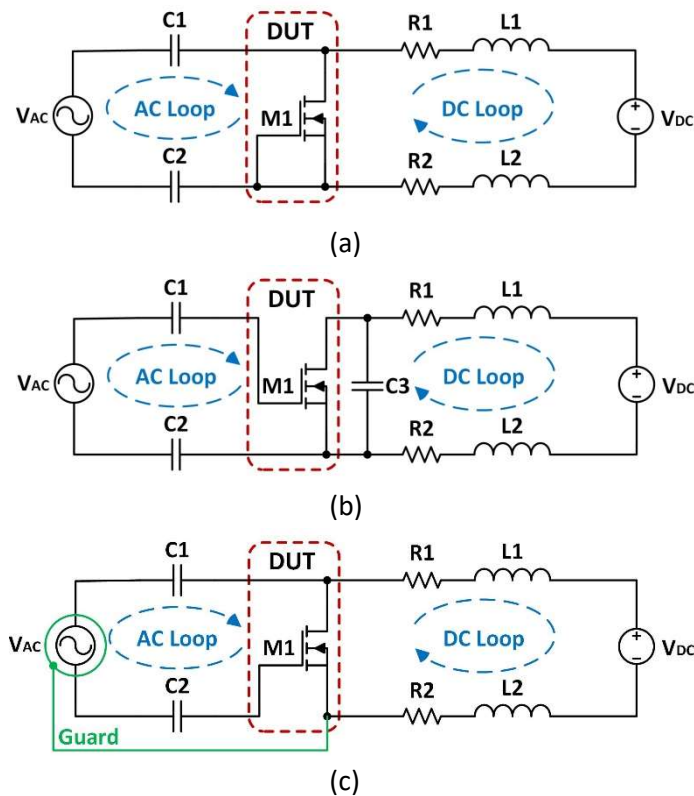 C1 DUT R1 L1
VAC AC Loop M1 DC Loop VDC
C2 R2 L2
(a)
C1 DUT R1 L1
VAC AC Loop M1 C3 DC Loop VDC
C2 R2 L2
(b)
C1 DUT R1 L1
VAC AC Loop M1 DC Loop VDC
C2 R2 L2
Guard
(c)